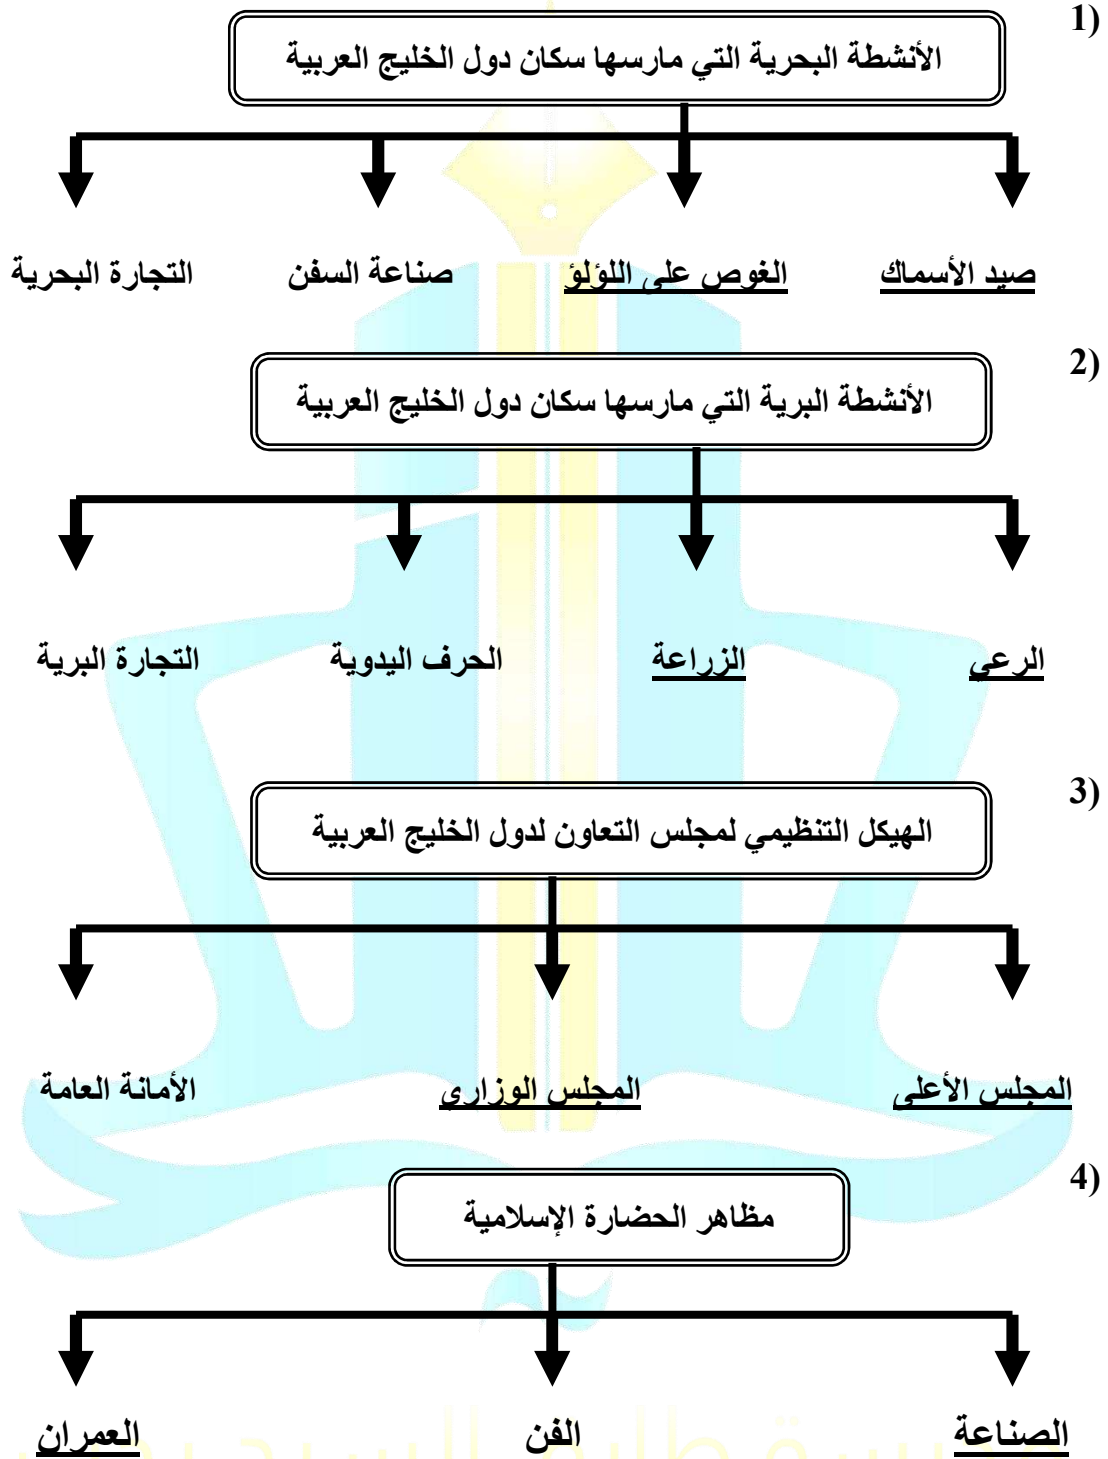 1)
الأنشطة البحرية التي مارسها سكان دول الخليج العربية
صيد الأسماك الغوص على اللؤلؤ صناعة السفن التجارة البحرية
2)
الأنشطة البرية التي مارسها سكان دول الخليج العربية
الرعي الزراعة الحرف اليدوية التجارة البرية
3)
الهيكل التنظيمي لمجلس التعاون لدول الخليج العربية
المجلس الأعلى المجلس الوزاري الأمانة العامة
4)
مظاهر الحضارة الإسلامية
الصناعة الفن العمران